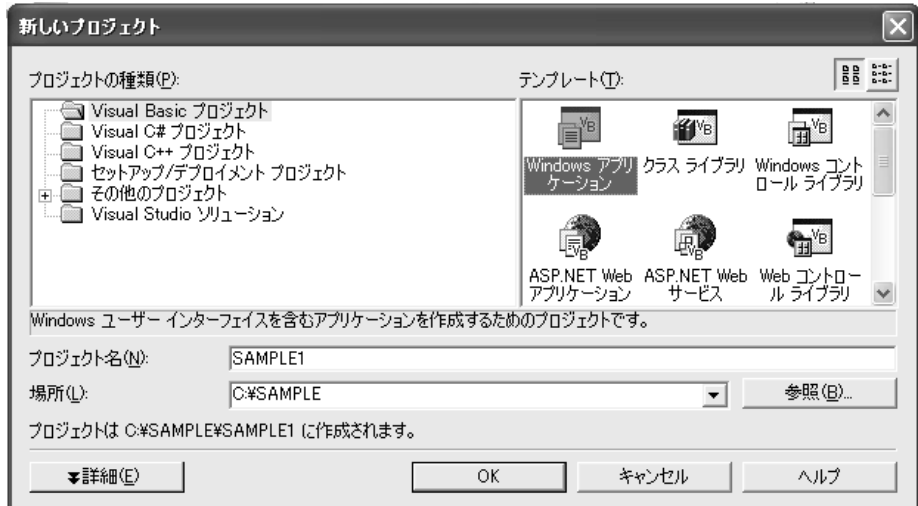 新しいプロジェクト
プロジェクトの種類(P):
テンプレート(T):
Visual Basic プロジェクト
Visual C# プロジェクト
Visual C++ プロジェクト
セットアップ/デプロイメント プロジェクト
その他のプロジェクト
Visual Studio ソリューション
VB
VB
VB
Windows アプリ
ケーション
クラス ライブラリ
Windows コント
ロール ライブラリ
VB
VB
VB
ASP.NET Web
アプリケーション
ASP.NET Web
サービス
Web コントロー
ル ライブラリ
Windows ユーザー インターフェイスを含むアプリケーションを作成するためのプロジェクトです。
プロジェクト名(N):
SAMPLE1
場所(L):
C:¥SAMPLE
参照(B)...
プロジェクトは C:¥SAMPLE¥SAMPLE1 に作成されます。
詳細(E)
OK
キャンセル
ヘルプ